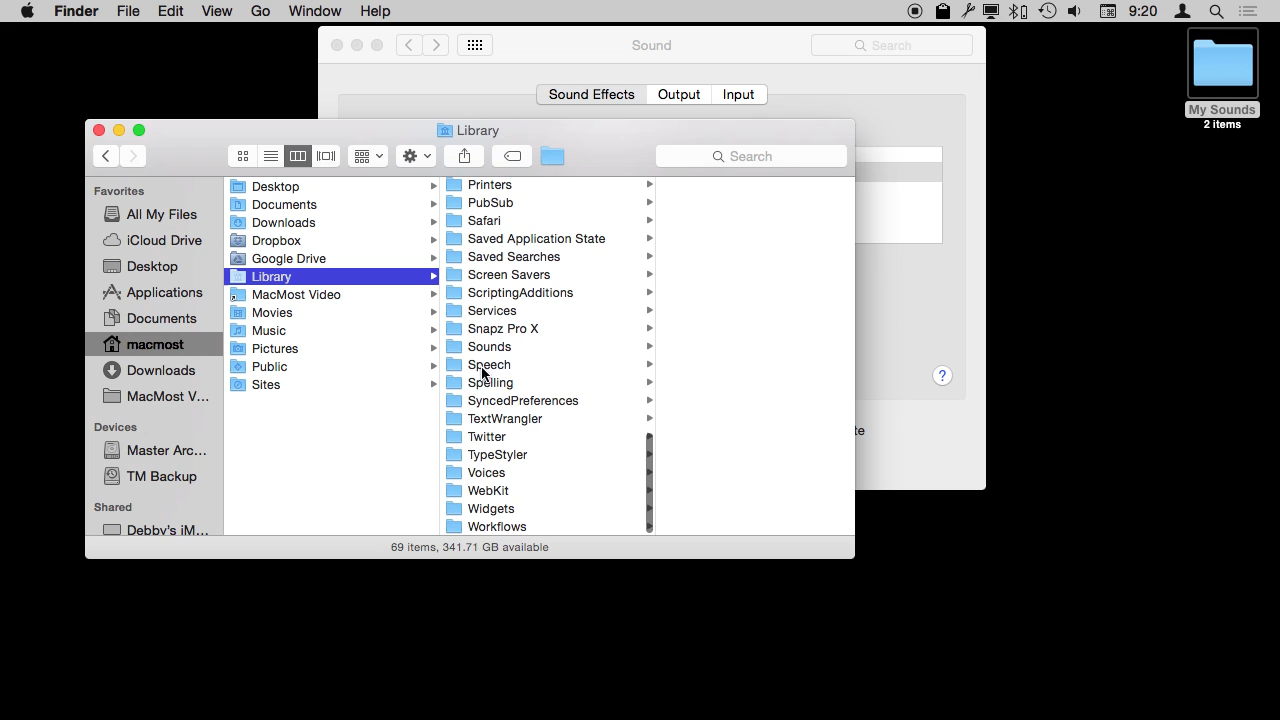 Finder File Edit View Go Window Help 9:20
Sound
Search
My Sounds
2 items
Sound Effects Output Input
Library
Search
Favorites
All My Files
iCloud Drive
Desktop
Applications
Documents
macmost
Downloads
MacMost V...
Devices
Master Arc...
TM Backup
Shared
Debby's iM...
Desktop
Documents
Downloads
Dropbox
Google Drive
Library
MacMost Video
Movies
Music
Pictures
Public
Sites
Printers
PubSub
Safari
Saved Application State
Saved Searches
Screen Savers
ScriptingAdditions
Services
Snapz Pro X
Sounds
Speech
Spelling
SyncedPreferences
TextWrangler
Twitter
TypeStyler
Voices
WebKit
Widgets
Workflows
?
te
69 items, 341.71 GB available